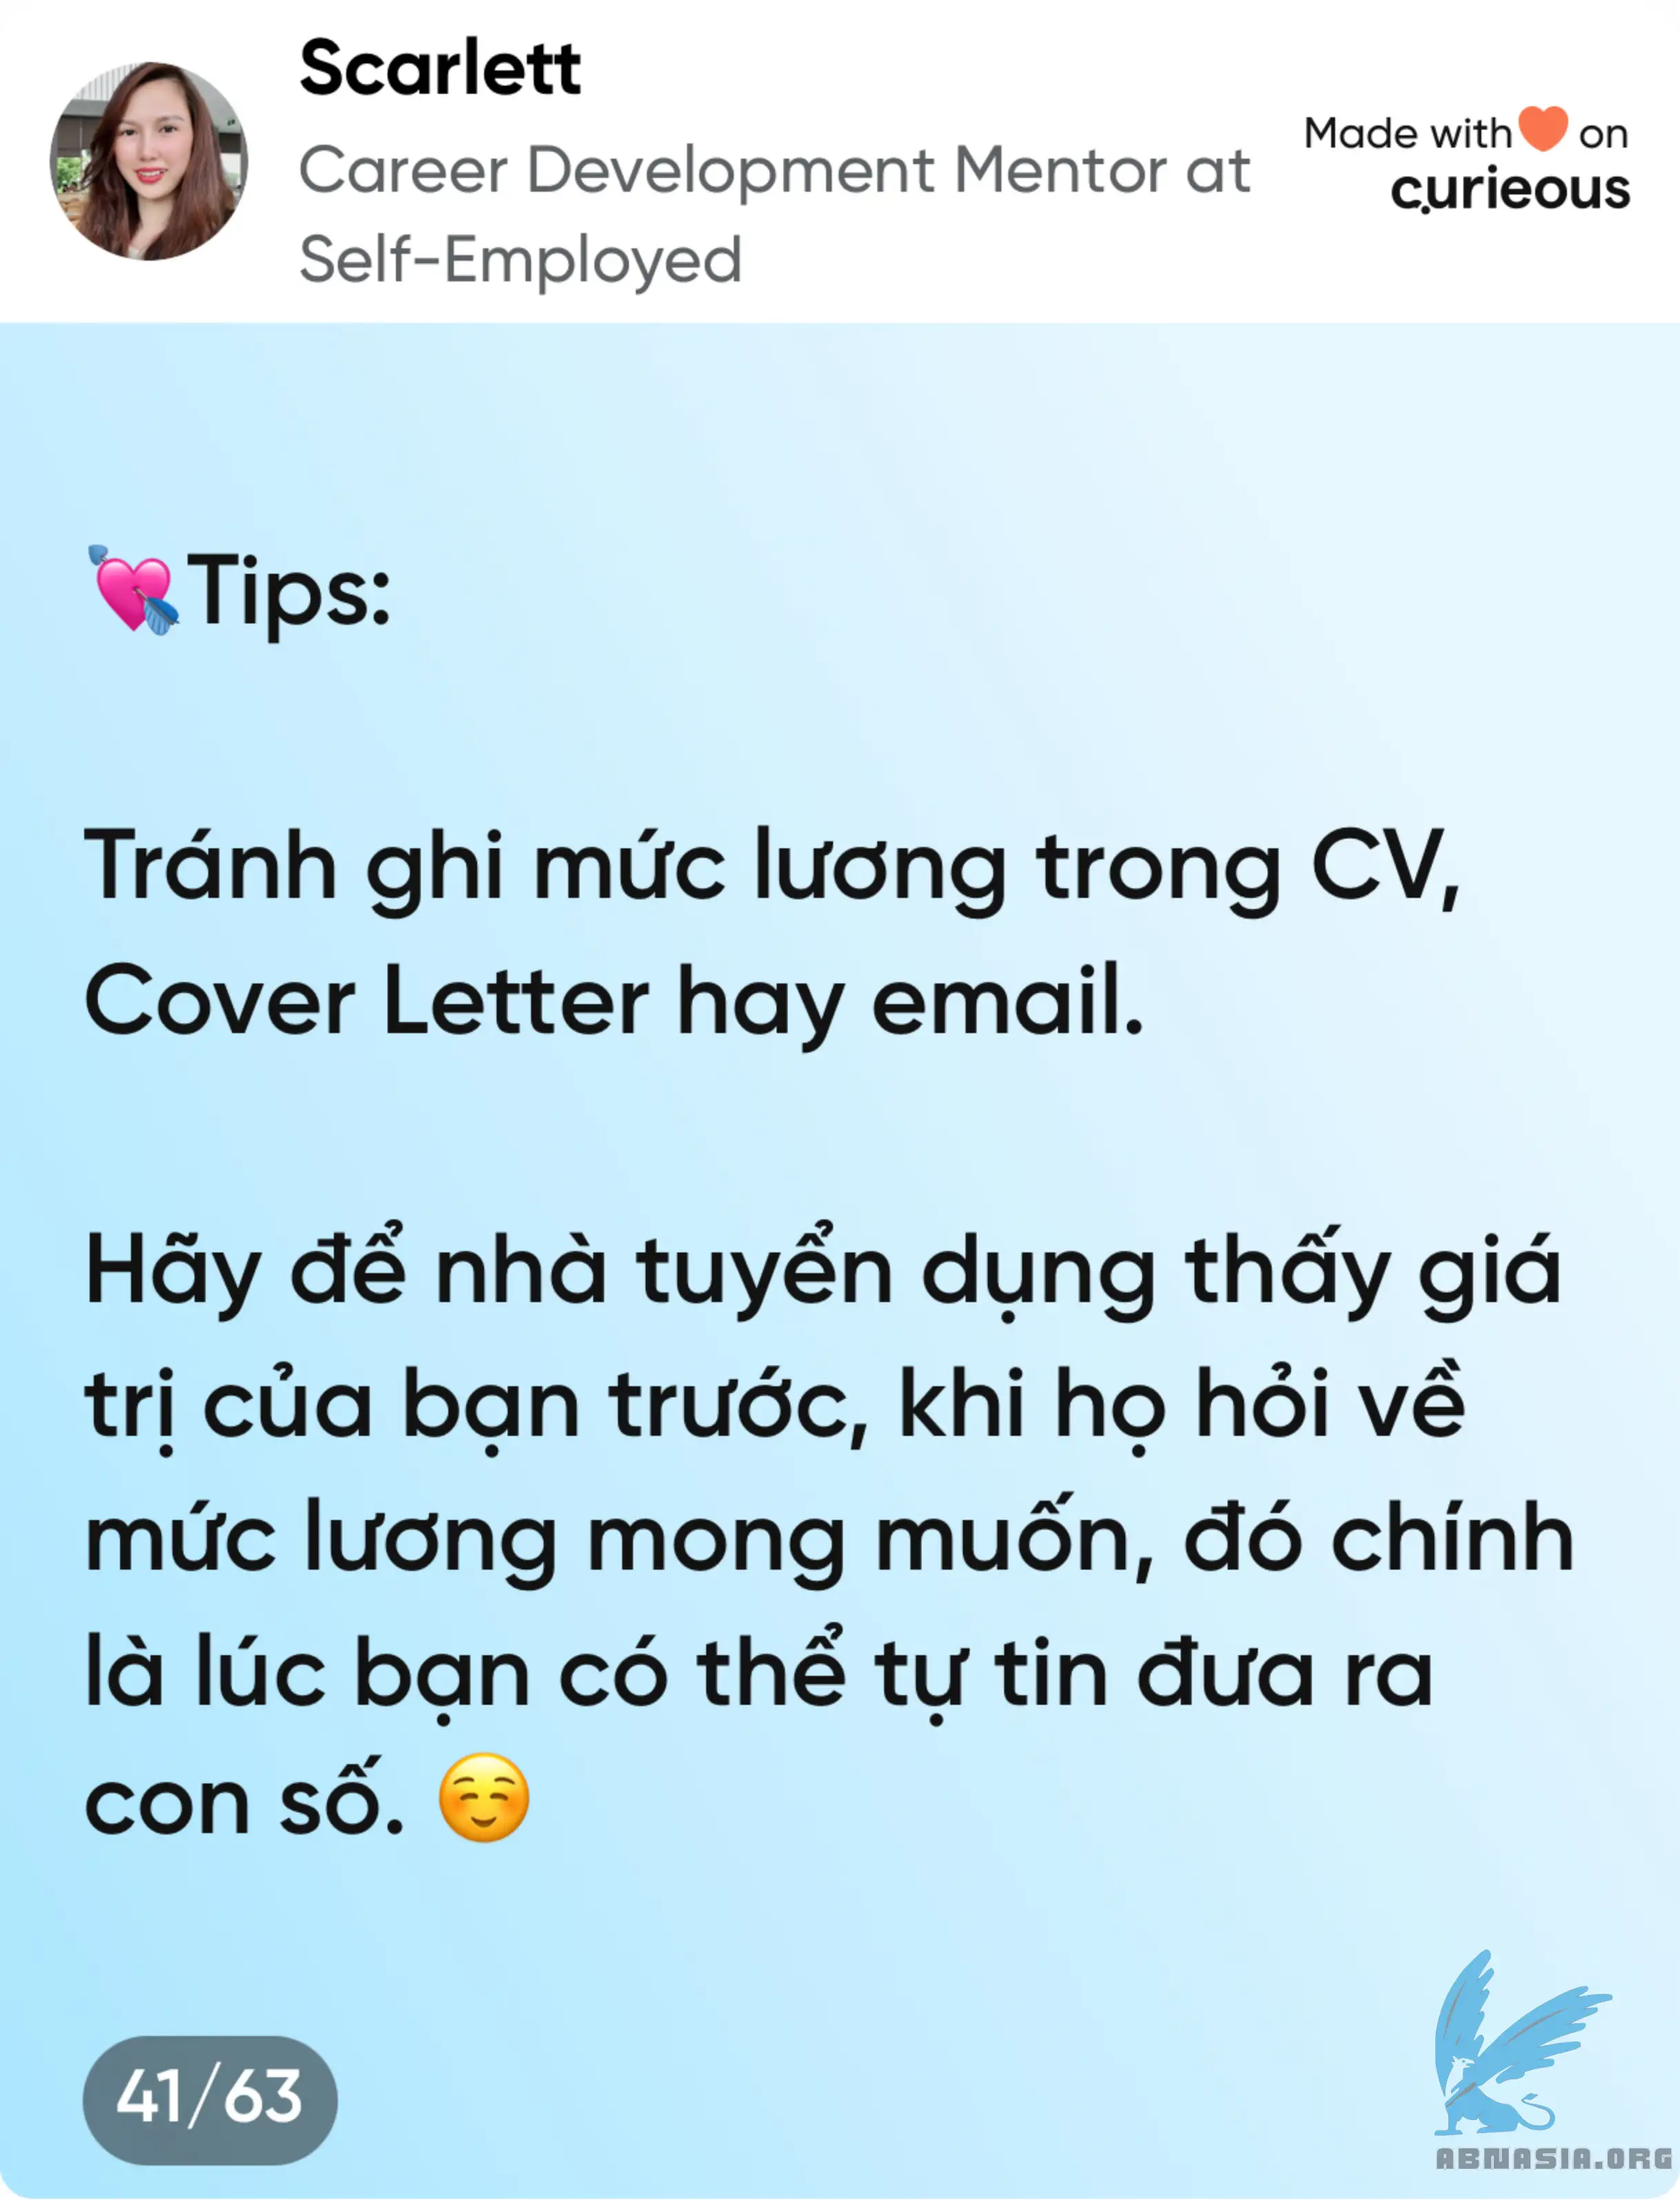 Scarlett
Career Development Mentor at
Self-Employed
Made with🧡on
curieous
💘Tips:
Tránh ghi mức lương trong CV,
Cover Letter hay email.
Hãy để nhà tuyển dụng thấy giá
trị của bạn trước, khi họ hỏi về
mức lương mong muốn, đó chính
là lúc bạn có thể tự tin đưa ra
con số. ☺️
41/63
ABNASIA.ORG